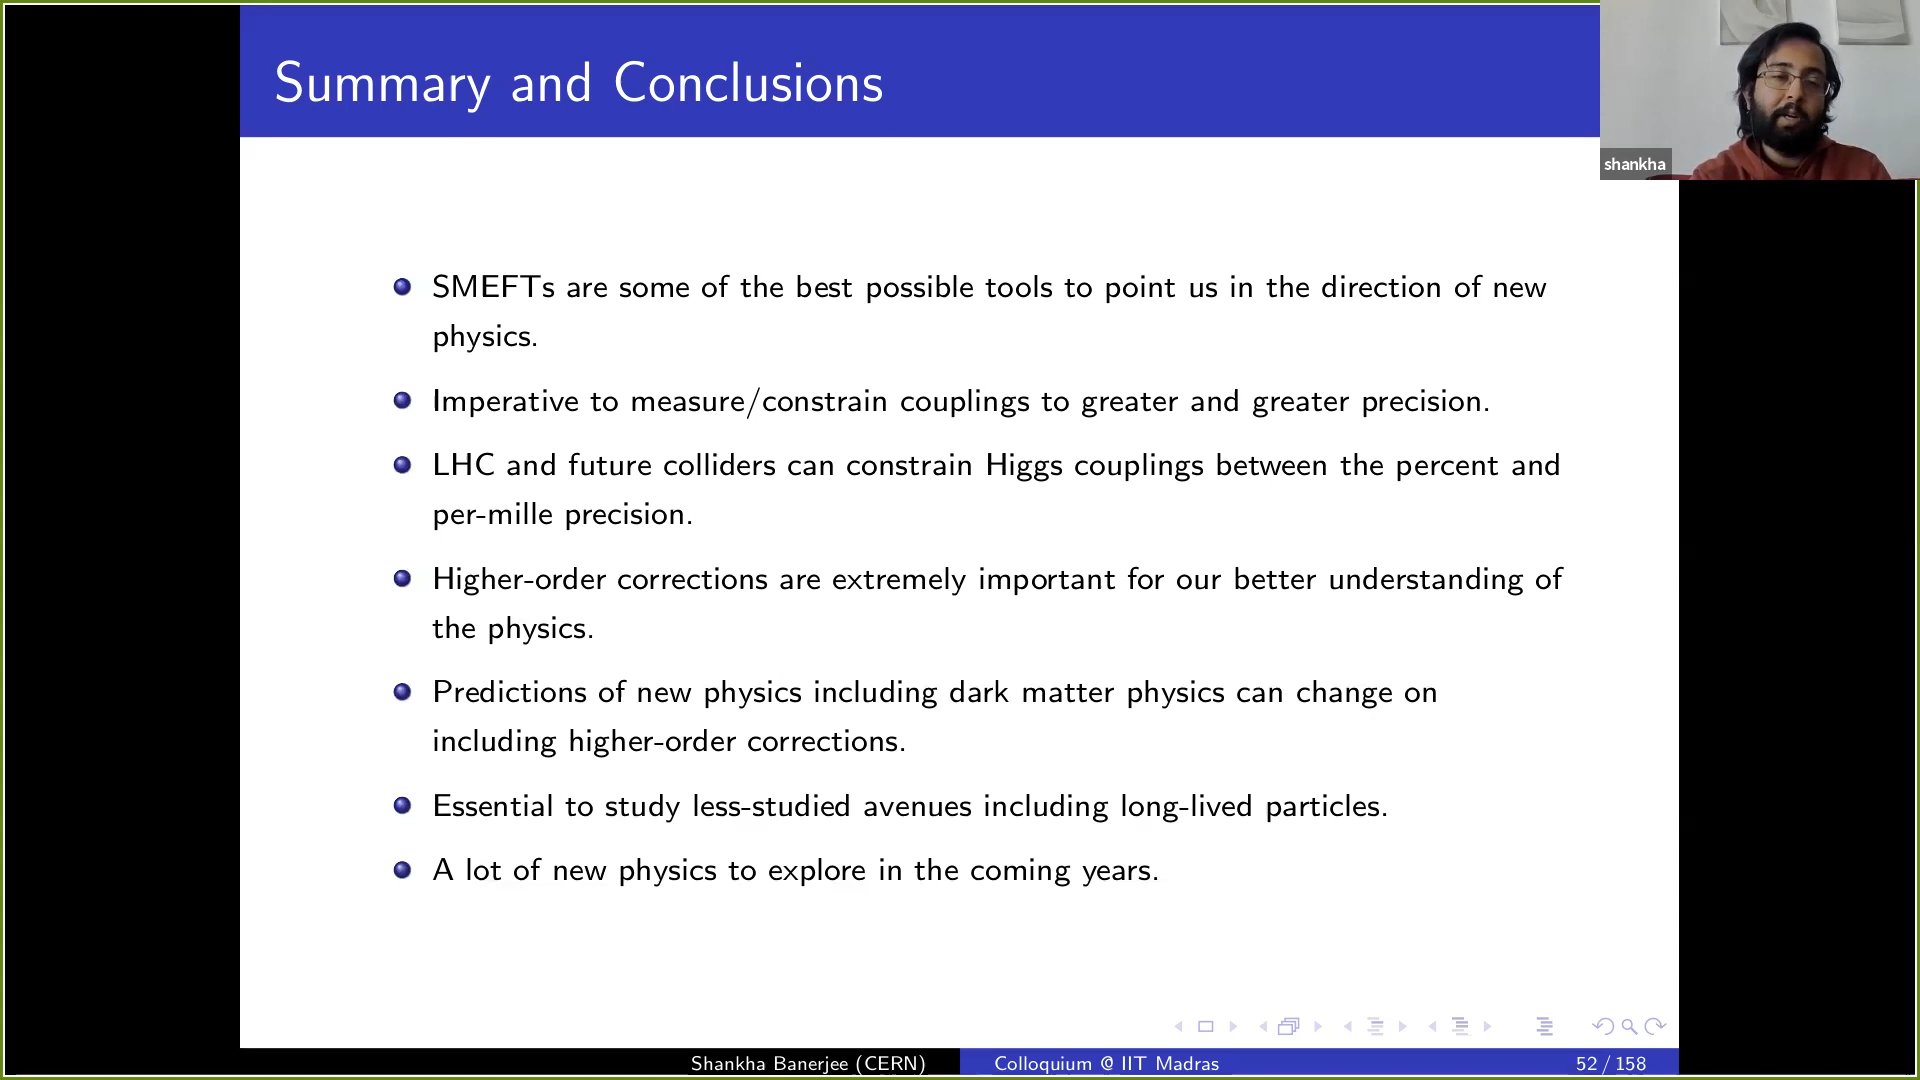 Summary and Conclusions
shankha
SMEFTs are some of the best possible tools to point us in the direction of new
physics.
Imperative to measure/constrain couplings to greater and greater precision.
LHC and future colliders can constrain Higgs couplings between the percent and
per-mille precision.
Higher-order corrections are extremely important for our better understanding of
the physics.
Predictions of new physics including dark matter physics can change on
including higher-order corrections.
Essential to study less-studied avenues including long-lived particles.
A lot of new physics to explore in the coming years.
Shankha Banerjee (CERN) Colloquium @ IIT Madras 52 / 158